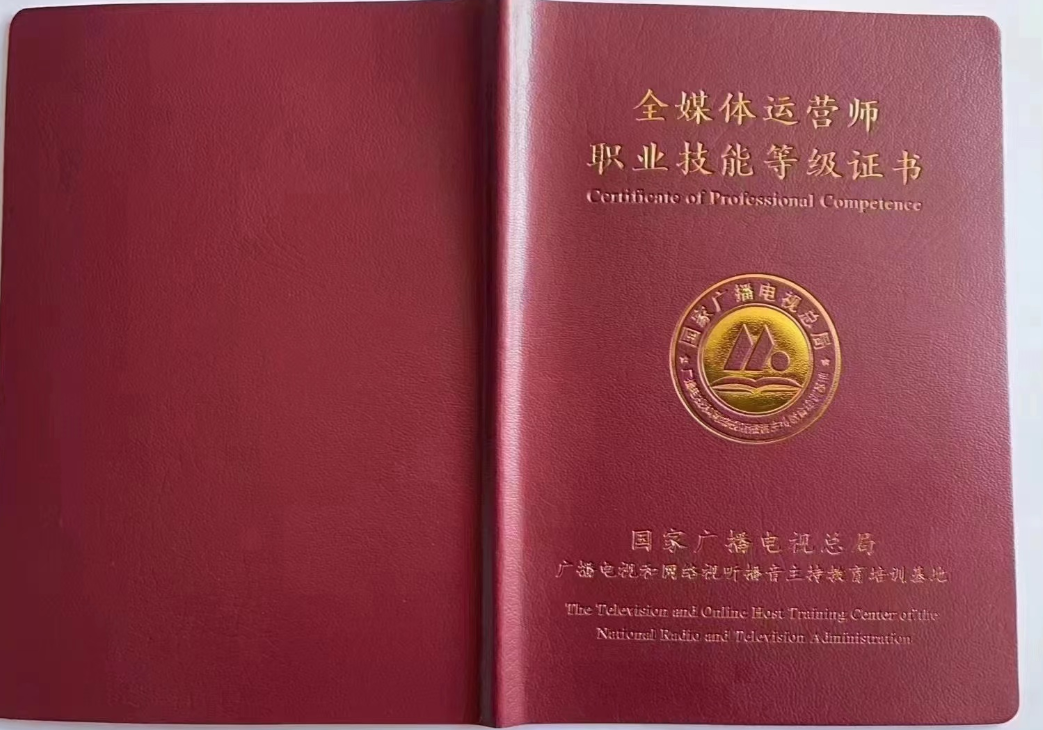 全媒体运营师
职业技能等级证书
Certificate of Professional Competence
国家广播电视总局
国家广播电视总局
广播电视和网络视听播音主持教育培训基地
The Television and Online Host Training Center of the
National Radio and Television Administration